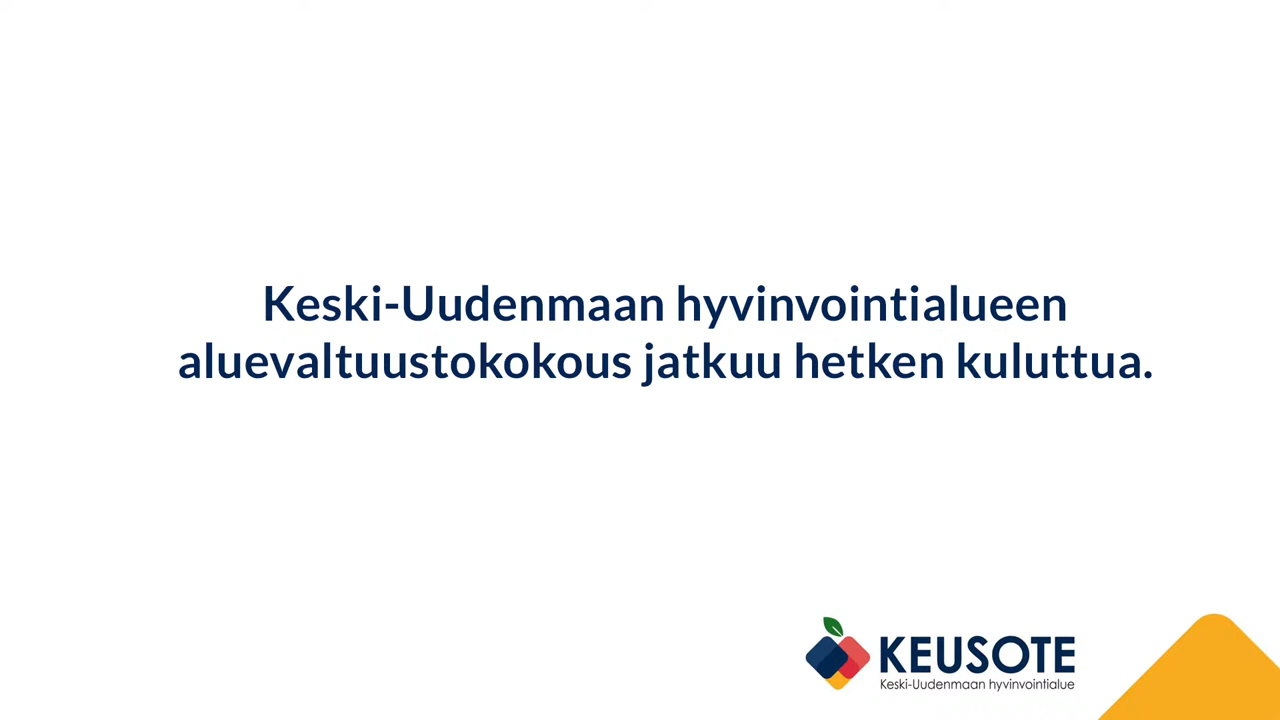 Keski-Uudenmaan hyvinvointialueen
aluevaltuustokokous jatkuu hetken kuluttua.
KEUSOTE
Keski-Uudenmaan hyvinvointialue